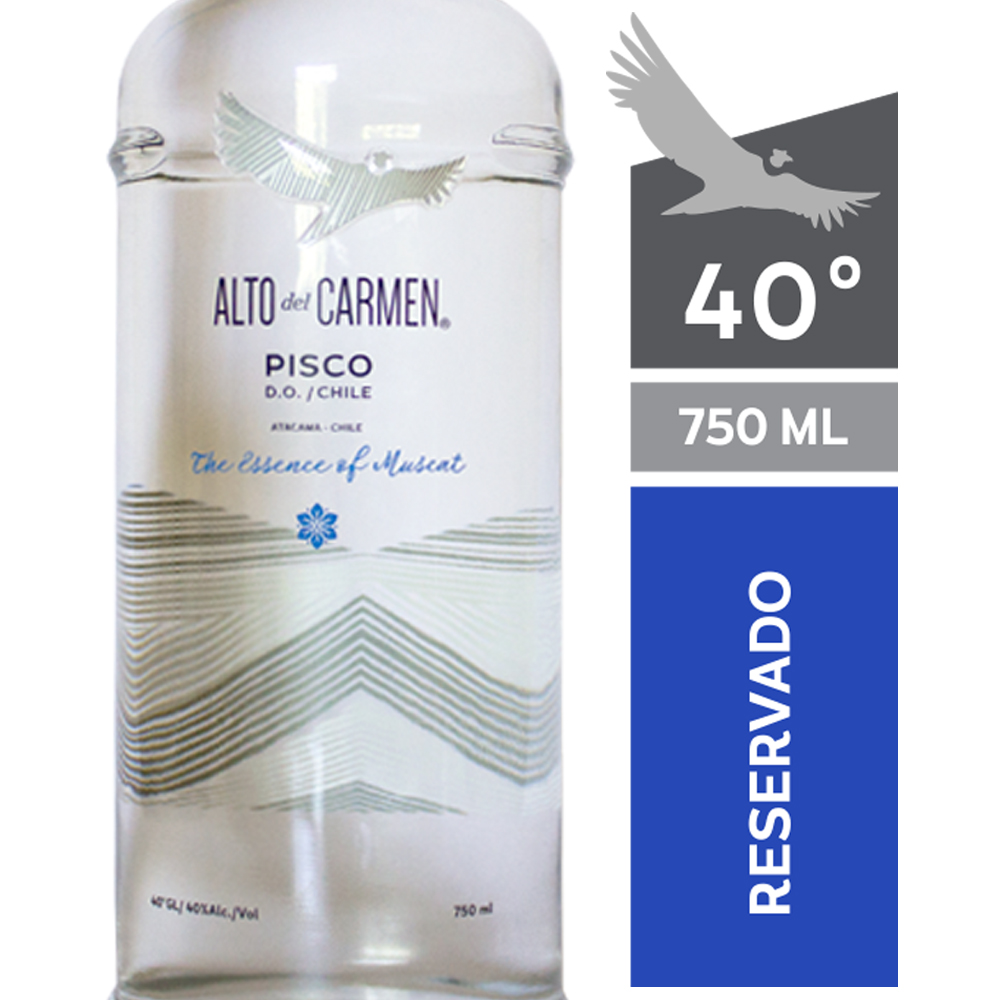 ALTO del CARMEN®
PISCO
D.O. / CHILE
ATACAMA - CHILE
The Essence of Muscat
40°GL/ 40%Alc./Vol
750 ml
40°
750 ML
RESERVADO